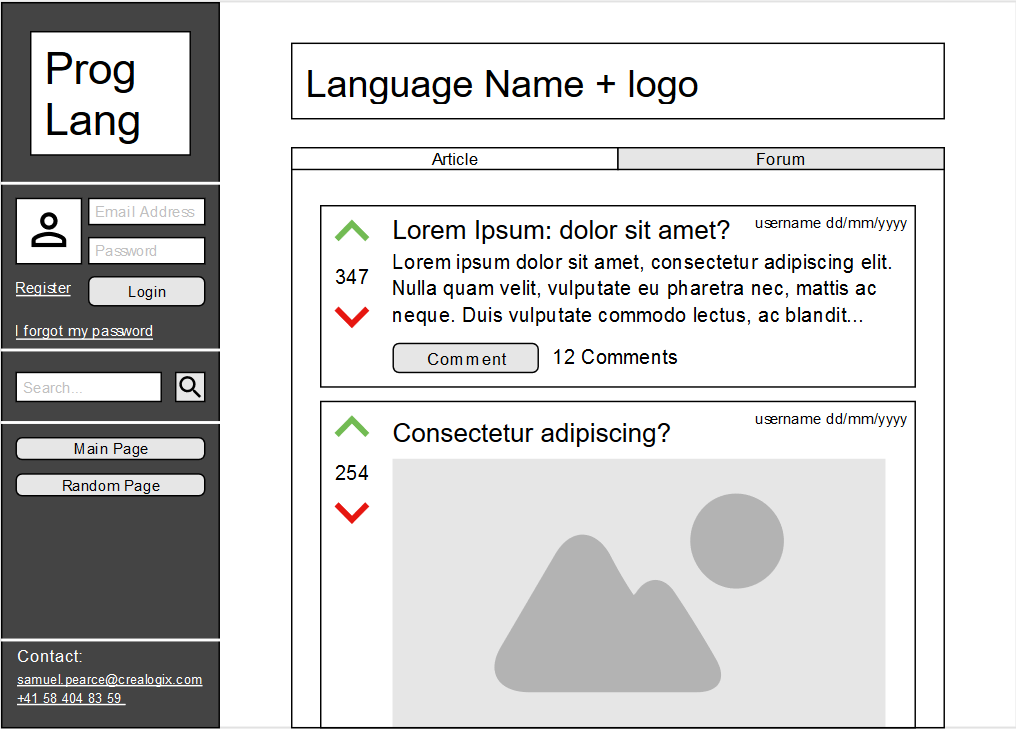 Prog
Lang
Email Address
Password
Register
Login
I forgot my password
Search...
Main Page
Random Page
Contact:
samuel.pearce@crealogix.com
+41 58 404 83 59
Language Name + logo
Article
Forum
Lorem Ipsum: dolor sit amet?
username dd/mm/yyyy
347
Lorem ipsum dolor sit amet, consectetur adipiscing elit.
Nulla quam velit, vulputate eu pharetra nec, mattis ac
neque. Duis vulputate commodo lectus, ac blandit...
Comment
12 Comments
Consectetur adipiscing?
username dd/mm/yyyy
254